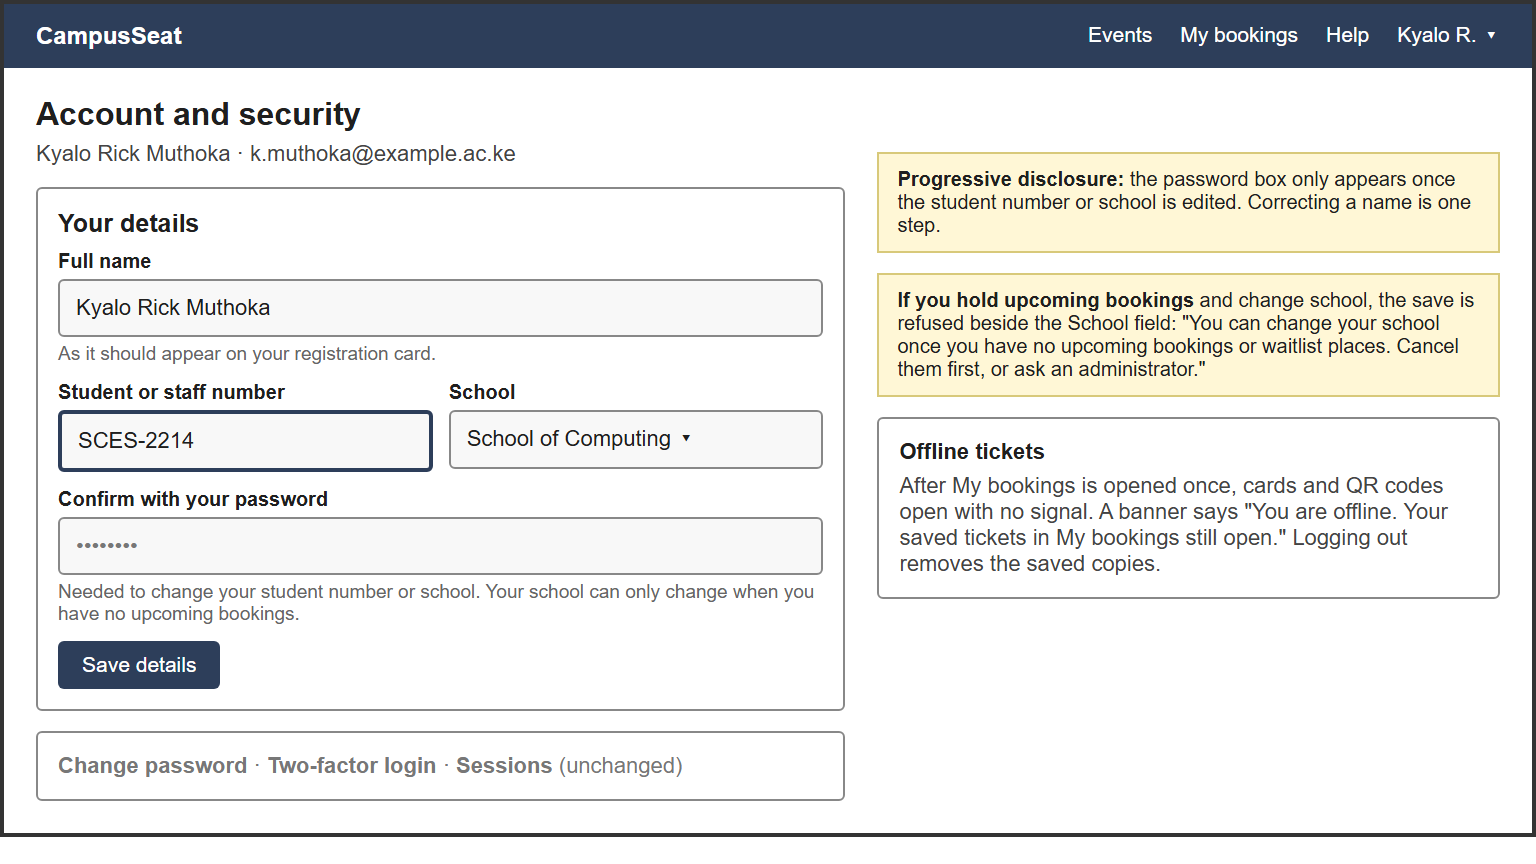 CampusSeat
Events My bookings Help Kyalo R. ▼
Account and security
Kyalo Rick Muthoka · k.muthoka@example.ac.ke
Your details
Full name
Kyalo Rick Muthoka
As it should appear on your registration card.
Student or staff number School
SCES-2214 School of Computing ▼
Confirm with your password
••••••••
Needed to change your student number or school. Your school can only change when you
have no upcoming bookings.
Save details
Change password · Two-factor login · Sessions (unchanged)
Progressive disclosure: the password box only appears once
the student number or school is edited. Correcting a name is one
step.
If you hold upcoming bookings and change school, the save is
refused beside the School field: "You can change your school
once you have no upcoming bookings or waitlist places. Cancel
them first, or ask an administrator."
Offline tickets
After My bookings is opened once, cards and QR codes
open with no signal. A banner says "You are offline. Your
saved tickets in My bookings still open." Logging out
removes the saved copies.